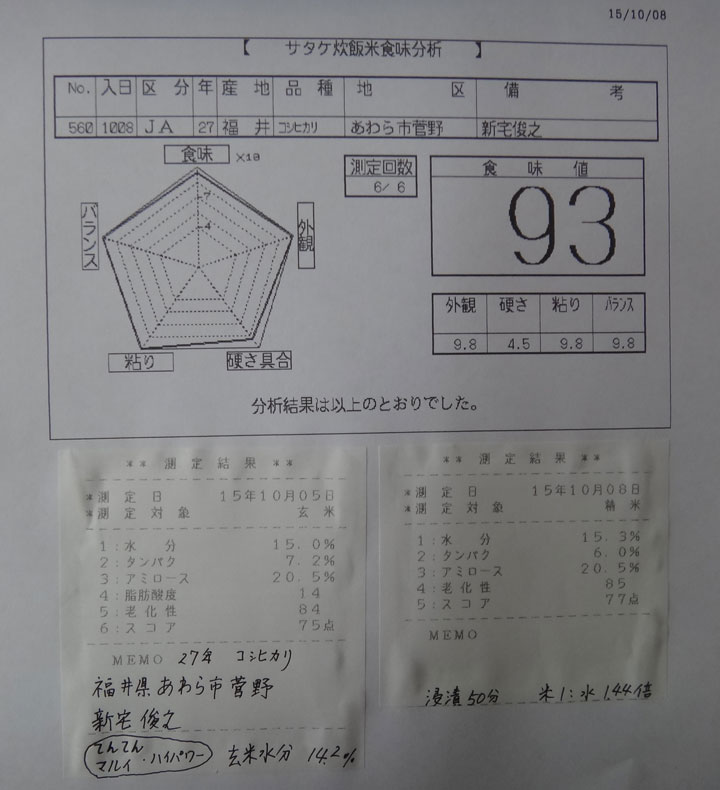 15/10/08
【 サタケ炊飯米食味分析 】
No. 入日 区分 年 産地 品種 地区 備考
560 1008 JA 27 福井 コシヒカリ あわら市菅野 新宅俊之
食味 ×10
測定回数
6/ 6
食味値
93
7
4
バランス
外観
粘り
硬さ具合
外観 硬さ 粘り バランス
9.8 4.5 9.8 9.8
分析結果は以上のとおりでした。
** 測定結果 **
*測定日 15年10月05日
*測定対象 玄米
1:水分 15.0%
2:タンパク 7.2%
3:アミロース 20.5%
4:脂肪酸度 14
5:老化性 84
6:スコア 75点
MEMO 27年 コシヒカリ
福井県あわら市菅野
新宅俊之
てんてん
マルイ・ハイパワー 玄米水分 14.2%
** 測定結果 **
*測定日 15年10月08日
*測定対象 精米
1:水分 15.3%
2:タンパク 6.0%
3:アミロース 20.5%
4:老化性 85
5:スコア 77点
MEMO
浸漬50分 米1:水1.44倍